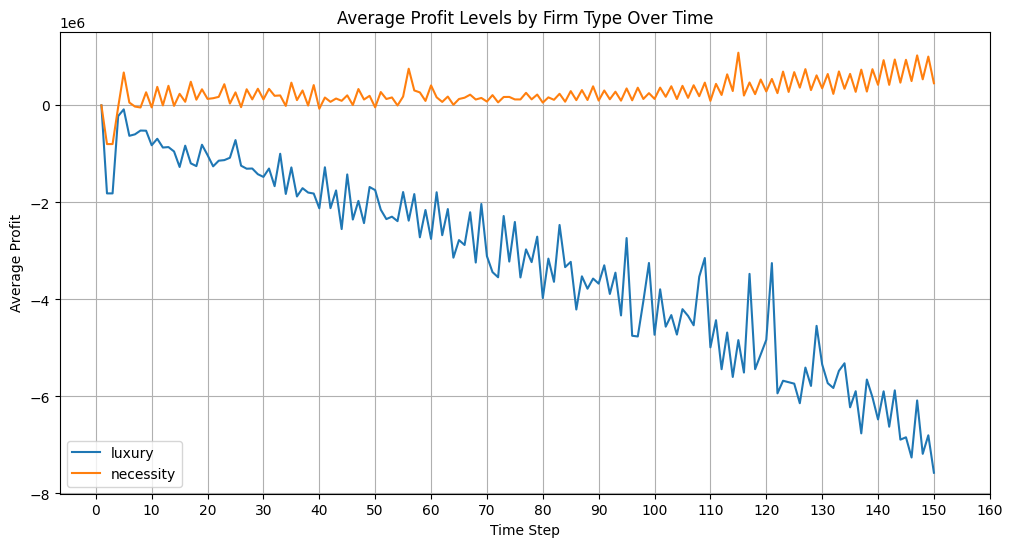 Average Profit Levels by Firm Type Over Time
1e6
0
−2
−4
−6
−8
Average Profit
luxury
necessity
0 10 20 30 40 50 60 70 80 90 100 110 120 130 140 150 160
Time Step